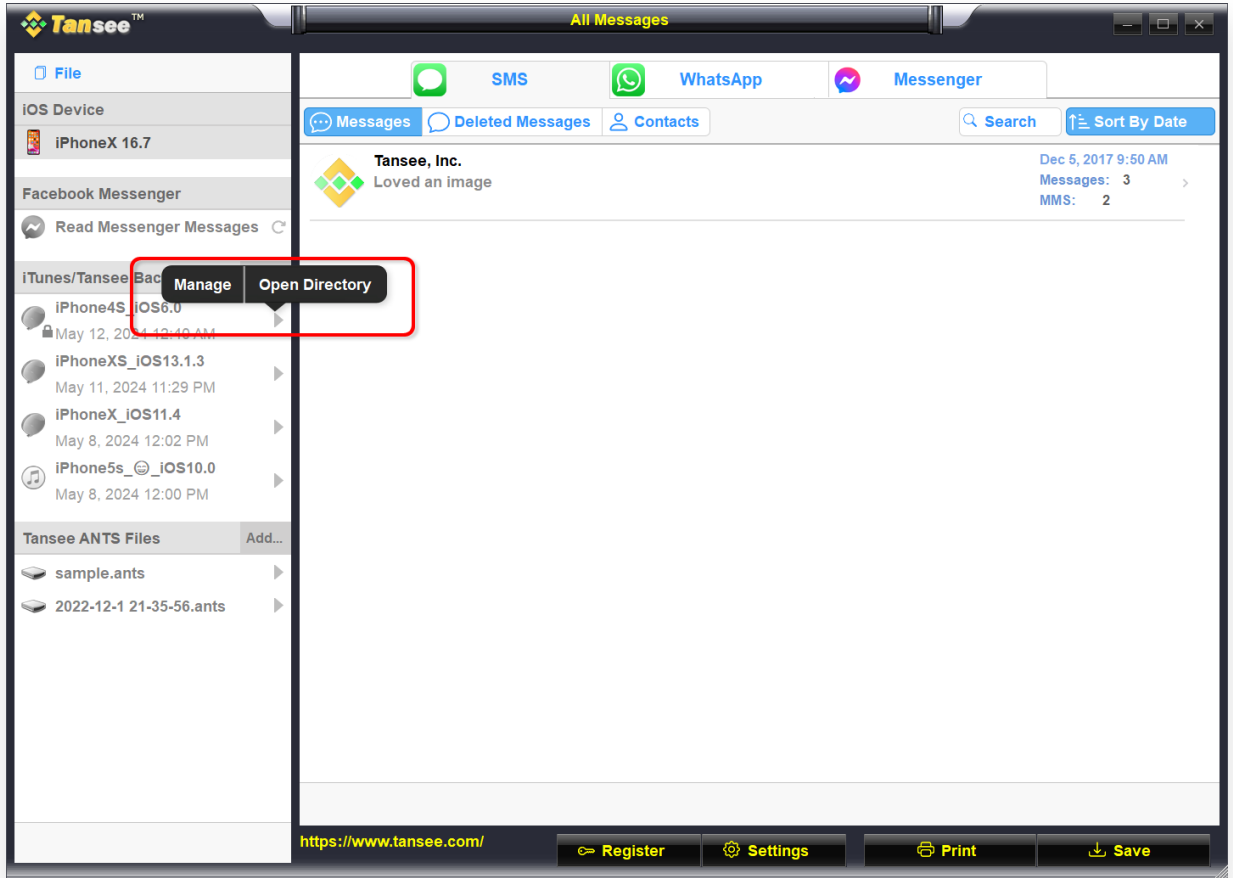 Tansee™
All Messages
File
iOS Device
iPhoneX 16.7
Facebook Messenger
Read Messenger Messages
iTunes/Tansee Bac
Manage
Open Directory
iPhone4S_iOS6.0
May 12, 2024 12:40 AM
iPhoneXS_iOS13.1.3
May 11, 2024 11:29 PM
iPhoneX_iOS11.4
May 8, 2024 12:02 PM
iPhone5s_😄_iOS10.0
May 8, 2024 12:00 PM
Tansee ANTS Files
Add...
sample.ants
2022-12-1 21-35-56.ants
SMS
WhatsApp
Messenger
Messages
Deleted Messages
Contacts
Search
Sort By Date
Tansee, Inc.
Loved an image
Dec 5, 2017 9:50 AM
Messages: 3
MMS: 2
https://www.tansee.com/
Register
Settings
Print
Save